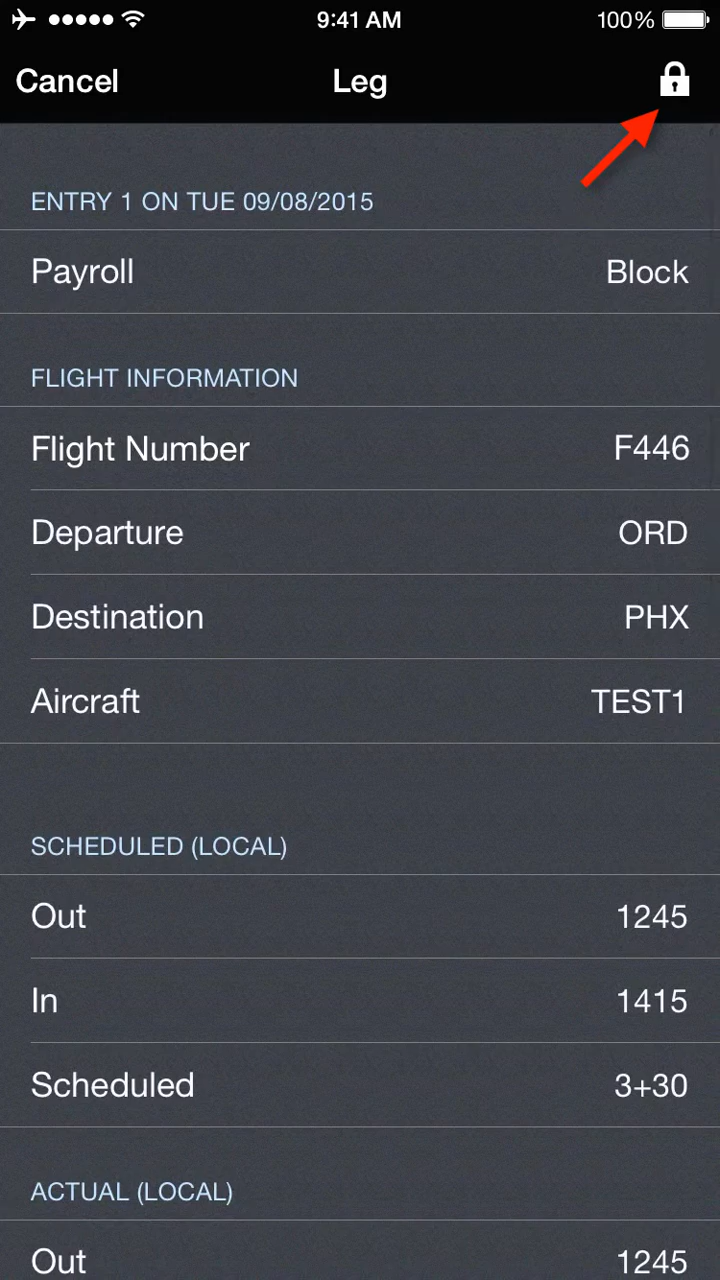 9:41 AM 100%
Cancel Leg
ENTRY 1 ON TUE 09/08/2015
Payroll Block
FLIGHT INFORMATION
Flight Number F446
Departure ORD
Destination PHX
Aircraft TEST1
SCHEDULED (LOCAL)
Out 1245
In 1415
Scheduled 3+30
ACTUAL (LOCAL)
Out 1245